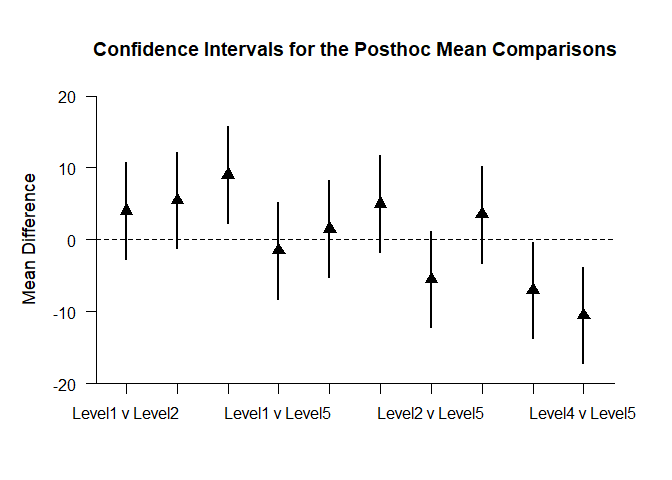 Confidence Intervals for the Posthoc Mean Comparisons
20
10
0
-10
-20
Mean Difference
Level1 v Level2 Level1 v Level5 Level2 v Level5 Level4 v Level5